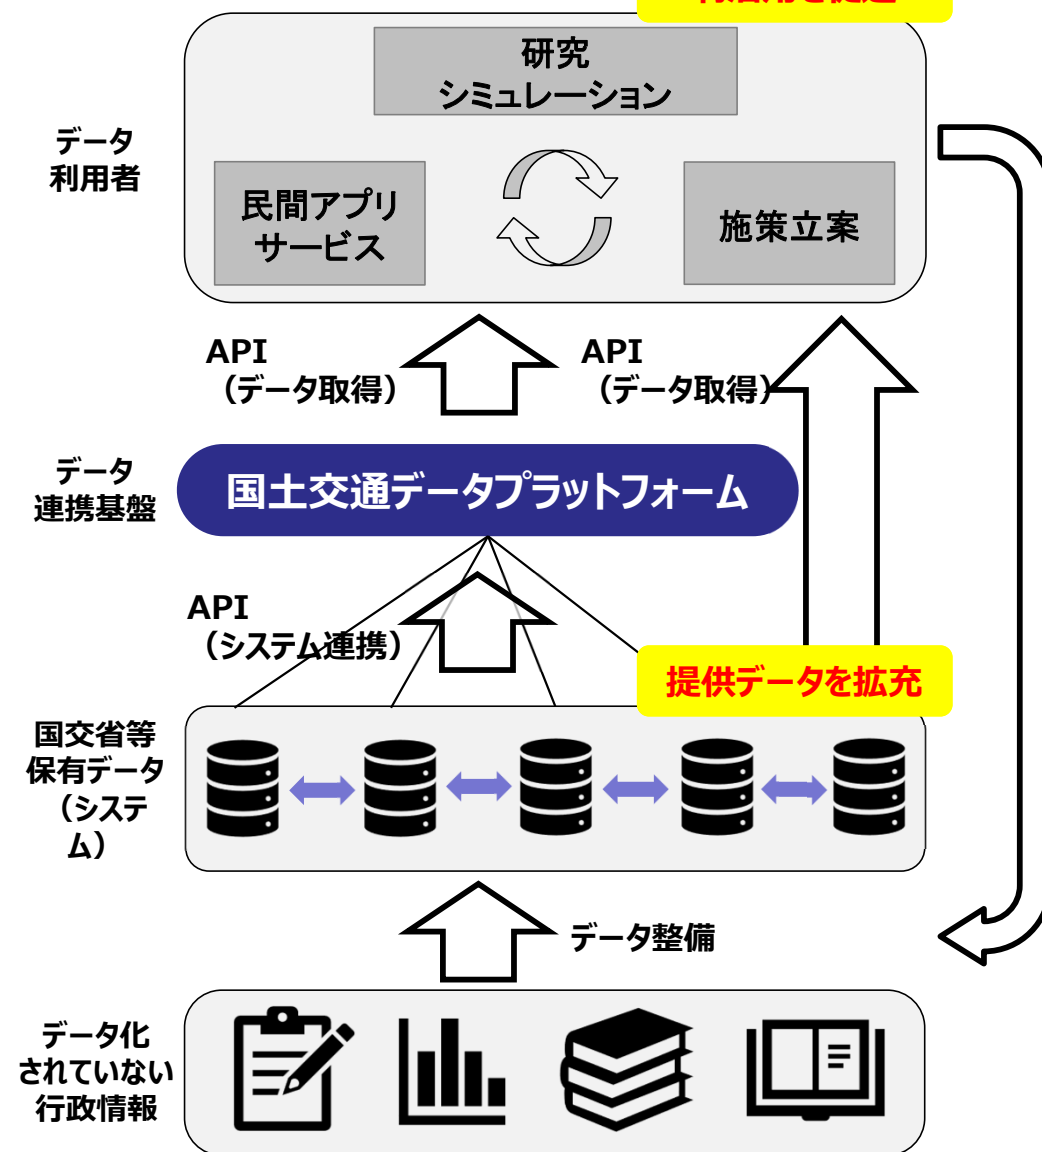 研究
シミュレーション
データ
利用者
民間アプリ
サービス
施策立案
API
(データ取得)
API
(データ取得)
データ
連携基盤
国土交通データプラットフォーム
API
(システム連携)
提供データを拡充
国交省等
保有データ
(システ
ム)
データ整備
データ化
されていない
行政情報